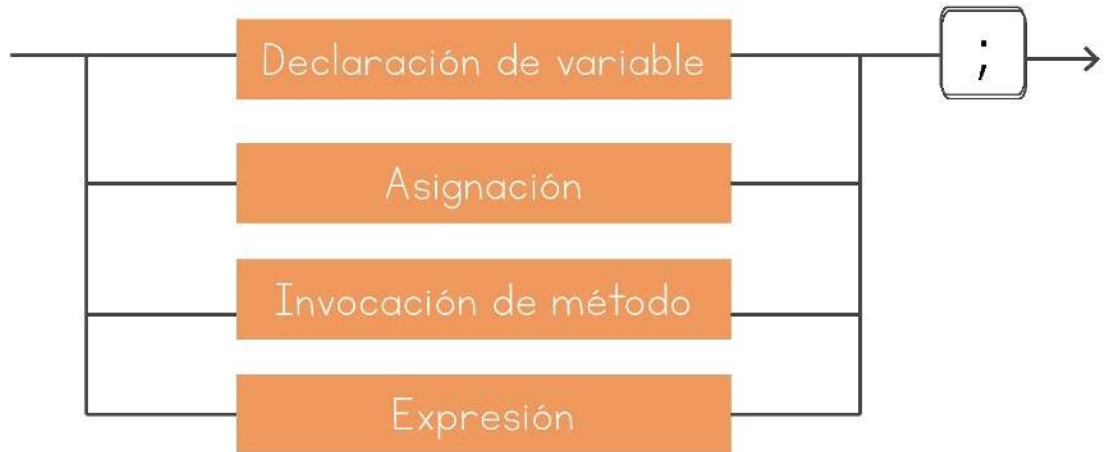 Declaración de variable
;
Asignación
Invocación de método
Expresión